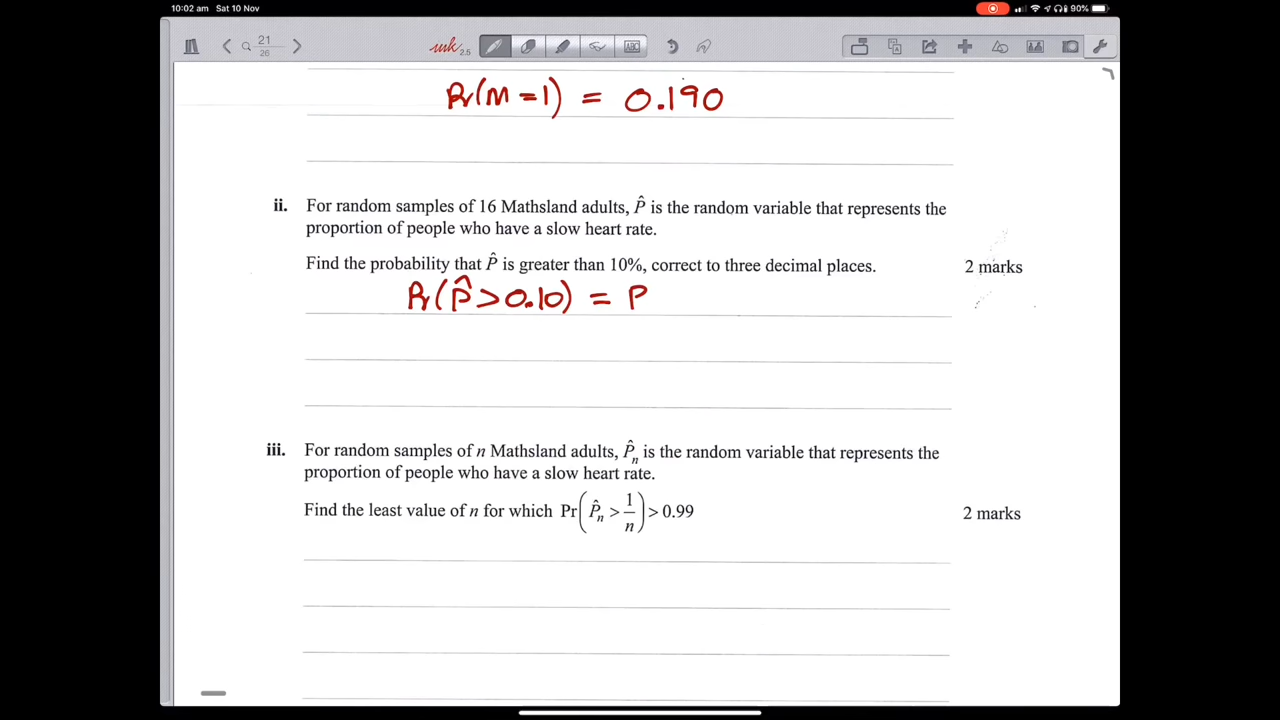 10:02 am Sat 10 Nov
90%
21
26
2.5
ABC
Pr(M = 1) = 0.190
ii. For random samples of 16 Mathsland adults, P̂ is the random variable that represents the
proportion of people who have a slow heart rate.
Find the probability that P̂ is greater than 10%, correct to three decimal places. 2 marks
Pr(P̂ > 0.10) = P
iii. For random samples of n Mathsland adults, P̂ₙ is the random variable that represents the
proportion of people who have a slow heart rate.
Find the least value of n for which Pr(P̂ₙ > 1/n) > 0.99 2 marks